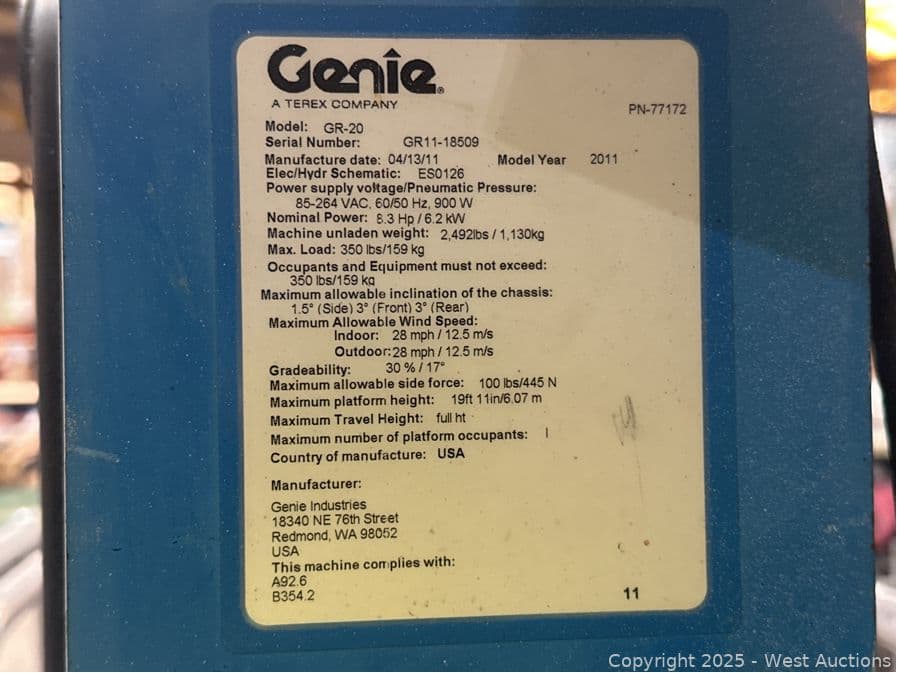 Genie®
A TEREX COMPANY
PN-77172
Model: GR-20
Serial Number: GR11-18509
Manufacture date: 04/13/11 Model Year 2011
Elec/Hydr Schematic: ES0126
Power supply voltage/Pneumatic Pressure:
85-264 VAC, 60/50 Hz, 900 W
Nominal Power: 8.3 Hp / 6.2 kW
Machine unladen weight: 2,492lbs / 1,130kg
Max. Load: 350 lbs/159 kg
Occupants and Equipment must not exceed:
350 lbs/159 kg
Maximum allowable inclination of the chassis:
1.5° (Side) 3° (Front) 3° (Rear)
Maximum Allowable Wind Speed:
Indoor: 28 mph / 12.5 m/s
Outdoor: 28 mph / 12.5 m/s
Gradeability: 30 % / 17°
Maximum allowable side force: 100 lbs/445 N
Maximum platform height: 19ft 11in/6.07 m
Maximum Travel Height: full ht
Maximum number of platform occupants: 1
Country of manufacture: USA
Manufacturer:
Genie Industries
18340 NE 76th Street
Redmond, WA 98052
USA
This machine complies with:
A92.6
B354.2
11
Copyright 2025 - West Auctions